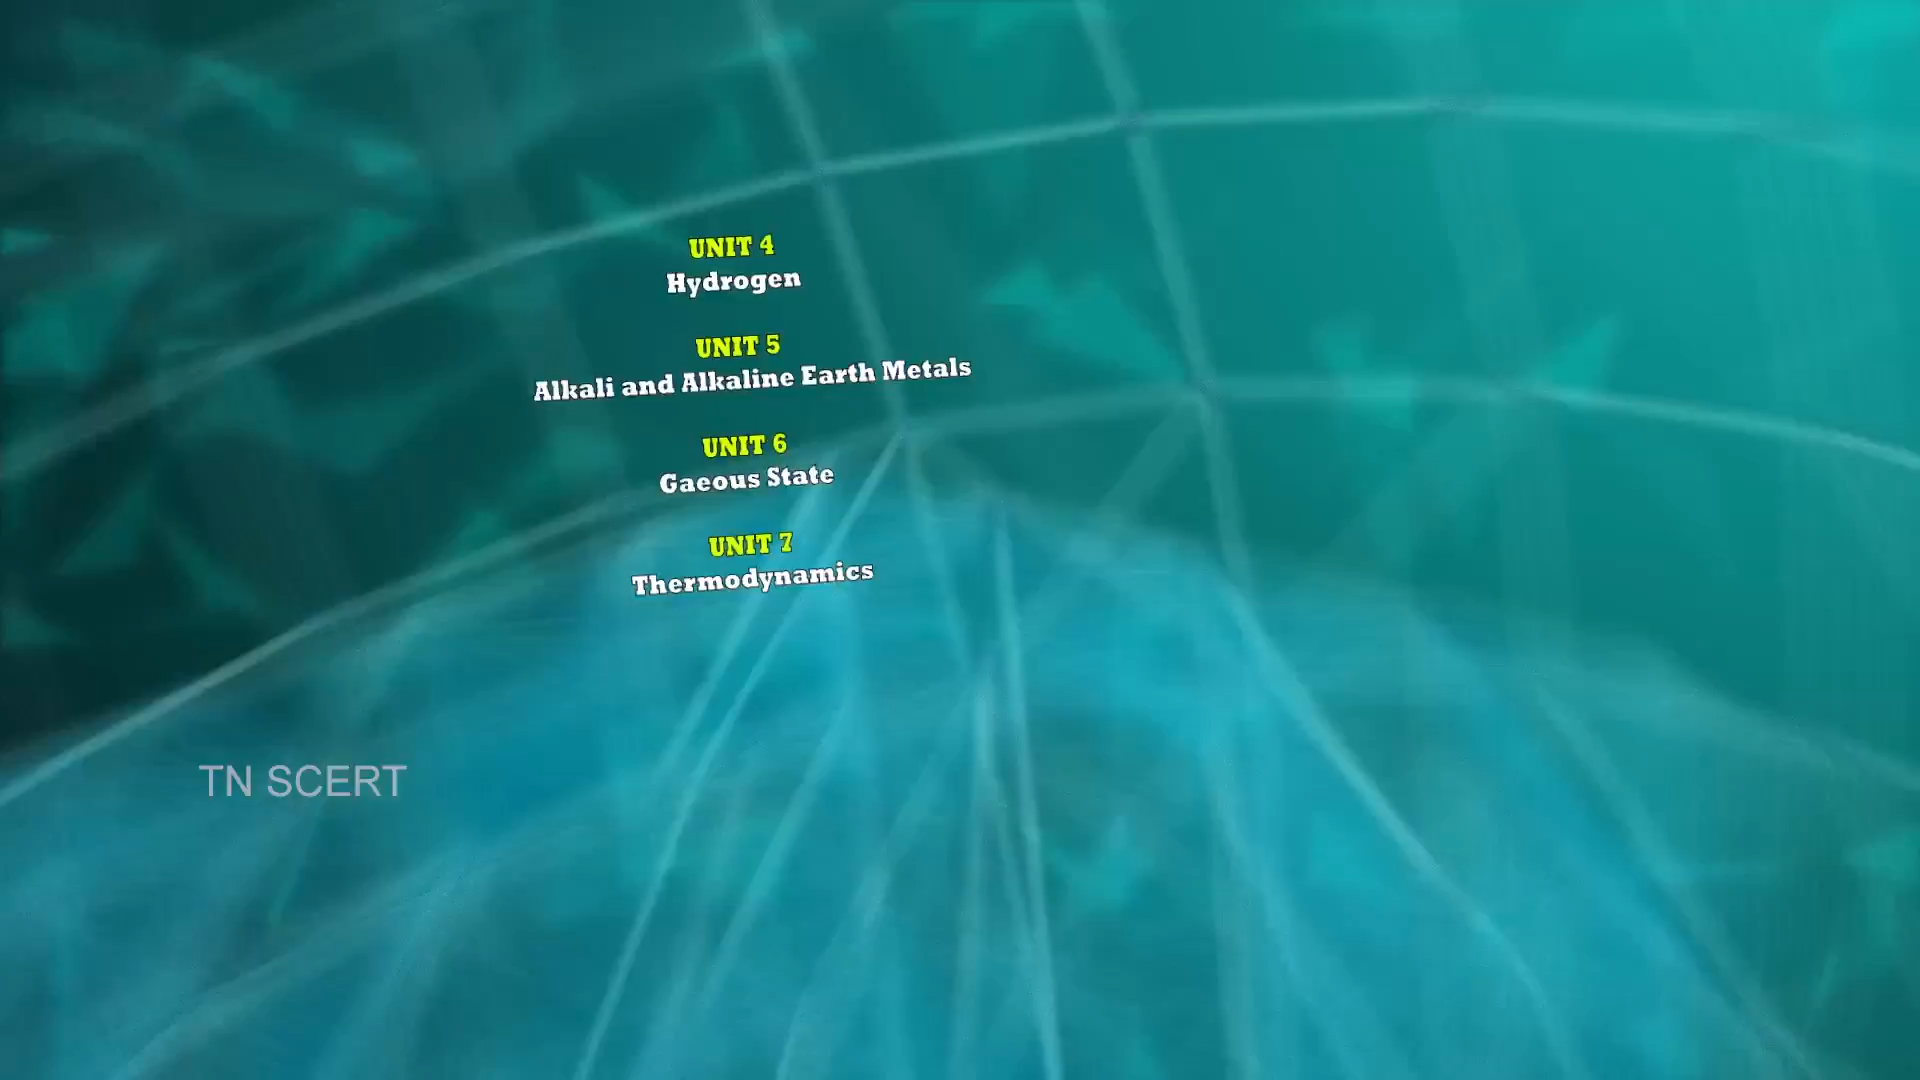 UNIT 4
Hydrogen
UNIT 5
Alkali and Alkaline Earth Metals
UNIT 6
Gaeous State
UNIT 7
Thermodynamics
TN SCERT